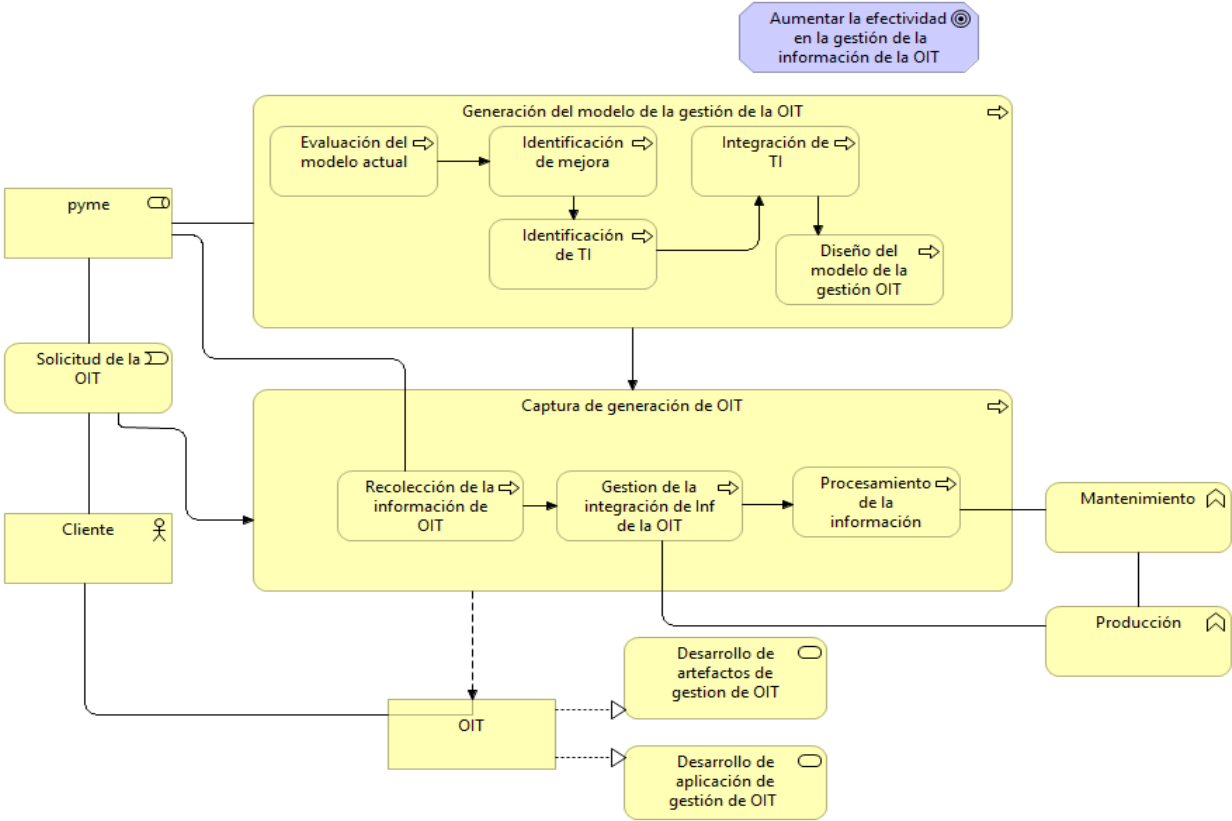 Aumentar la efectividad
en la gestión de la
información de la OIT
Generación del modelo de la gestión de la OIT
Evaluación del
modelo actual
Identificación
de mejora
Integración de
TI
Identificación
de TI
Diseño del
modelo de la
gestión OIT
pyme
Solicitud de la
OIT
Cliente
Captura de generación de OIT
Recolección de la
información de
OIT
Gestion de la
integración de Inf
de la OIT
Procesamiento
de la
información
Mantenimiento
Producción
OIT
Desarrollo de
artefactos de
gestion de OIT
Desarrollo de
aplicación de
gestión de OIT